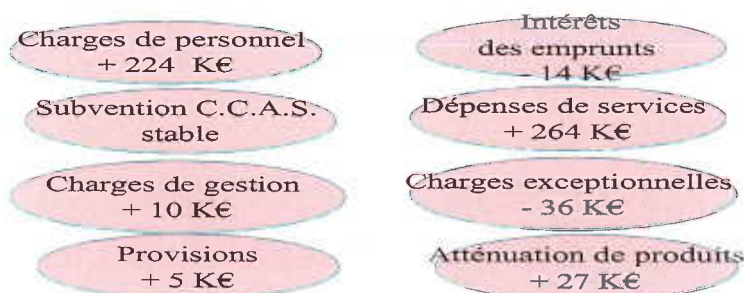 Charges de personnel
+ 224 K€
Intérêts
des emprunts
- 14 K€
Subvention C.C.A.S.
stable
Dépenses de services
+ 264 K€
Charges de gestion
+ 10 K€
Charges exceptionnelles
- 36 K€
Provisions
+ 5 K€
Atténuation de produits
+ 27 K€